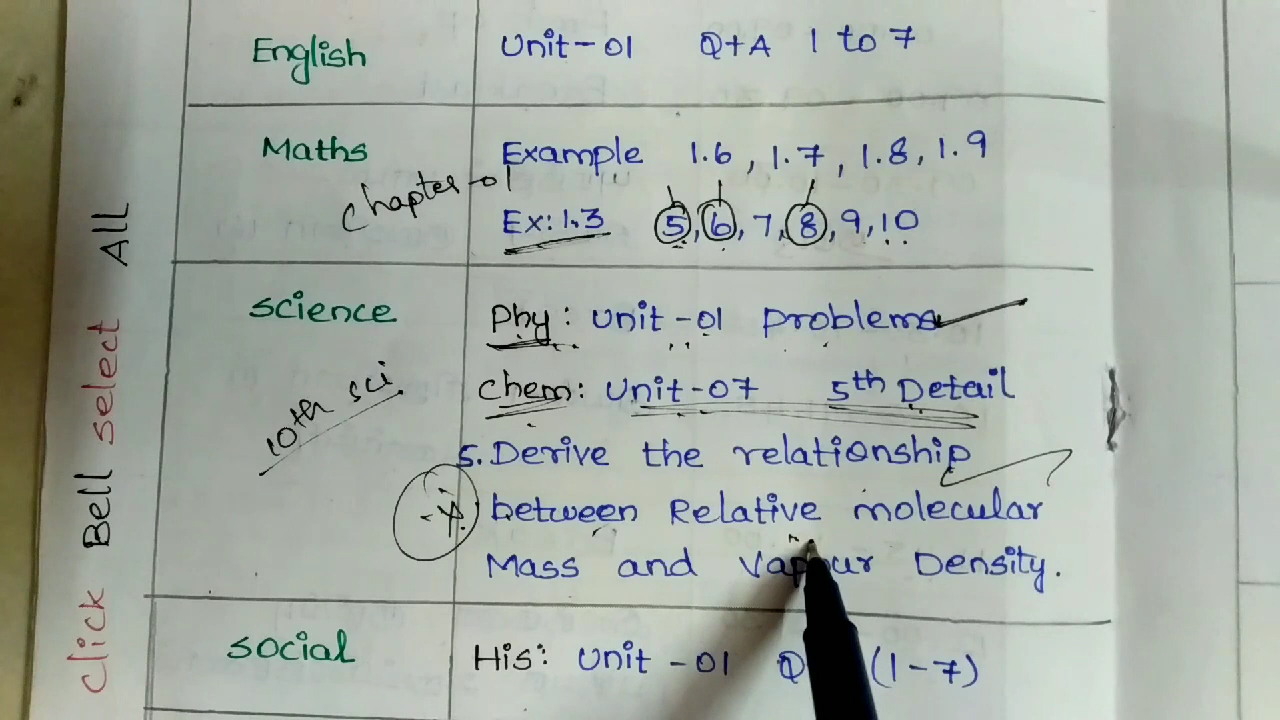 English Unit-01 Q+A 1 to 7
Maths Example 1.6, 1.7, 1.8, 1.9
Chapter-01
Ex: 1.3 5, 6, 7, 8, 9, 10
Science Phy: Unit-01 Problems
Chem: Unit-07 5th Detail
10th Sci
5. Derive the relationship
between Relative molecular
Mass and Vapour Density.
Social His: Unit-01 Q (1-7)
Click Bell select All